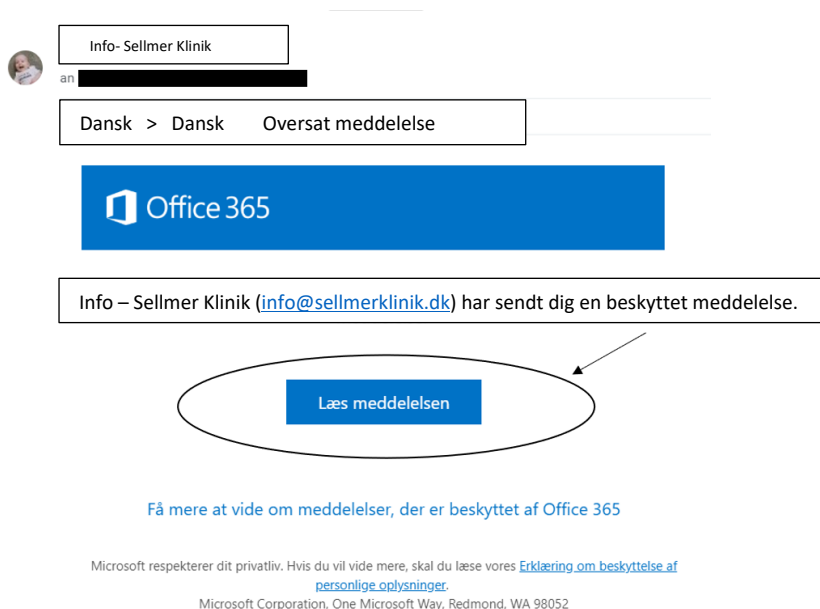 Info- Sellmer Klinik
an
Dansk > Dansk Oversat meddelelse
Office 365
Info – Sellmer Klinik (info@sellmerklinik.dk) har sendt dig en beskyttet meddelelse.
Læs meddelelsen
Få mere at vide om meddelelser, der er beskyttet af Office 365
Microsoft respekterer dit privatliv. Hvis du vil vide mere, skal du læse vores Erklæring om beskyttelse af
personlige oplysninger.
Microsoft Corporation, One Microsoft Way, Redmond, WA 98052